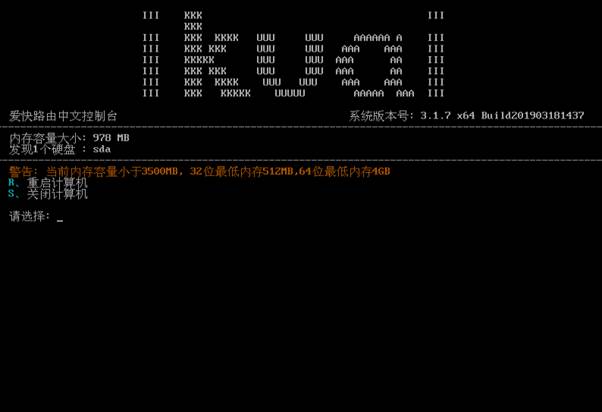 III    KKK                                     III
       KKK
III    KKK  KKKK   UUU     UUU     AAAAAA A    III
III    KKK KKK     UUU     UUU   AAA    AAA    III
III    KKKKK       UUU     UUU  AAA      AA    III
III    KKK KKK     UUU     UUU  AAA      AA    III
III    KKK  KKKK    UUU   UUU    AAA    AAA    III
III    KKK   KKKKK    UUUUU        AAAAA  AAA  III
爱快路由中文控制台 系统版本号: 3.1.7 x64 Build201903181437
内存容量大小: 978 MB
发现1个硬盘 : sda
警告: 当前内存容量小于3500MB, 32位最低内存512MB,64位最低内存4GB
R、重启计算机
S、关闭计算机
请选择: _